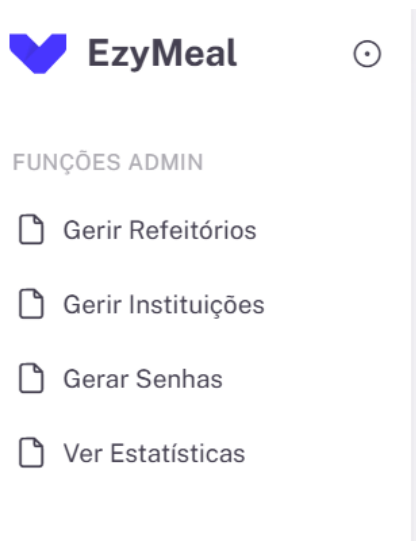 EzyMeal
FUNÇÕES ADMIN
Gerir Refeitórios
Gerir Instituições
Gerar Senhas
Ver Estatísticas